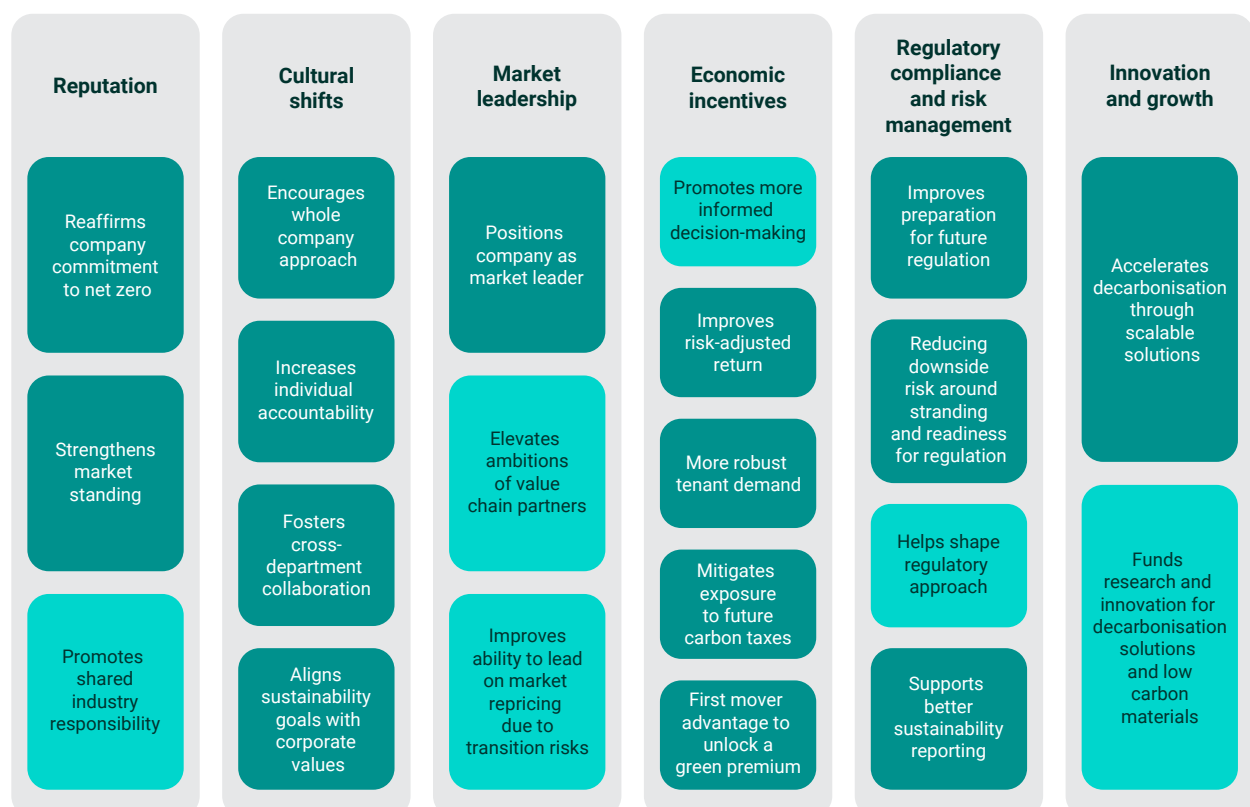 Reputation
Reaffirms
company
commitment
to net zero
Strengthens
market
standing
Promotes
shared
industry
responsibility
Cultural
shifts
Encourages
whole
company
approach
Increases
individual
accountability
Fosters
cross-
department
collaboration
Aligns
sustainability
goals with
corporate
values
Market
leadership
Positions
company as
market leader
Elevates
ambitions
of value
chain partners
Improves
ability to lead
on market
repricing
due to
transition risks
Economic
incentives
Promotes more
informed
decision-making
Improves
risk-adjusted
return
More robust
tenant demand
Mitigates
exposure
to future
carbon taxes
First mover
advantage to
unlock a
green premium
Regulatory
compliance
and risk
management
Improves
preparation
for future
regulation
Reducing
downside
risk around
stranding
and readiness
for regulation
Helps shape
regulatory
approach
Supports
better
sustainability
reporting
Innovation
and growth
Accelerates
decarbonisation
through
scalable
solutions
Funds
research and
innovation for
decarbonisation
solutions
and low
carbon
materials